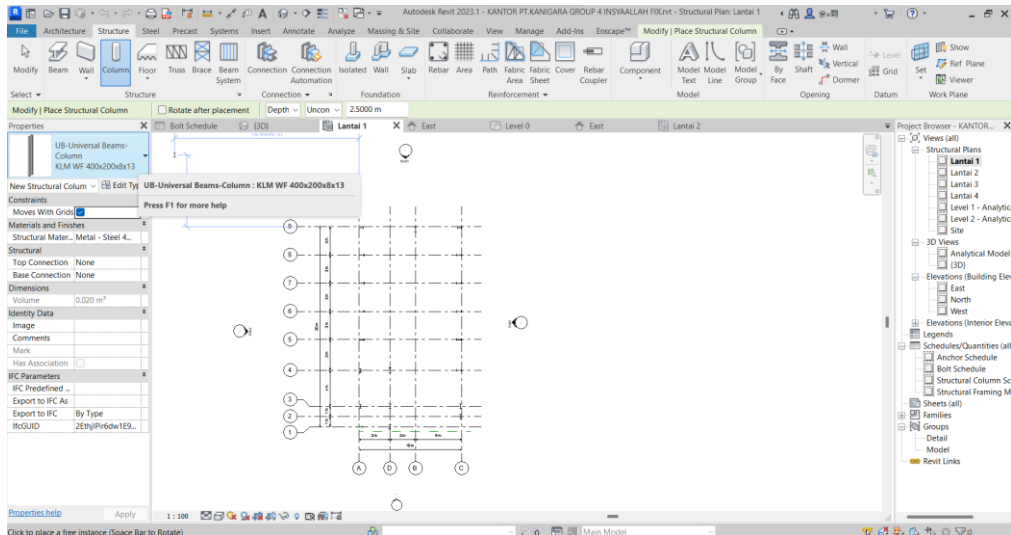 Autodesk Revit 2023.1 - KANTOR PT.KANIGARA GROUP 4 INSYAALLAH FIX.rvt - Structural Plan: Lantai 1
File Architecture Structure Steel Precast Systems Insert Annotate Analyze Massing & Site Collaborate View Manage Add-Ins Enscape™ Modify | Place Structural Column
Modify Beam Wall Column Floor Truss Brace Beam System Connection Connection Automation Isolated Wall Slab Rebar Area Path Fabric Area Fabric Sheet Cover Rebar Coupler Component Model Text Model Line Model Group By Face Shaft Wall Vertical Dormer Level Grid Set Show Ref Plane Viewer
Select Structure Connection Foundation Reinforcement Model Opening Datum Work Plane
Modify | Place Structural Column Rotate after placement Depth Uncon 2.5000 m
Properties X Bolt Schedule {3D} Lantai 1 X East Level 0 East Lantai 2
UB-Universal Beams-
Column
KLM WF 400x200x8x13
New Structural Colum Edit Typ
UB-Universal Beams-Column : KLM WF 400x200x8x13
Press F1 for more help
Constraints
Moves With Grids
Materials and Finishes
Structural Mater... Metal - Steel 4...
Structural
Top Connection None
Base Connection None
Dimensions
Volume 0.020 m³
Identity Data
Image
Comments
Mark
Has Association
IFC Parameters
IFC Predefined ...
Export to IFC As
Export to IFC By Type
IfcGUID 2EthjlPir6dw1E9...
Properties help Apply
9
8
7
6
5
4
3
2
1
A D B C
1 : 100
Click to place a free instance (Space Bar to Rotate)
:0 Main Model
Project Browser - KANTOR... X
Views (all)
Structural Plans
Lantai 1
Lantai 2
Lantai 3
Lantai 4
Level 1 - Analytic
Level 2 - Analytic
Site
3D Views
Analytical Model
{3D}
Elevations (Building Elev
East
North
West
Elevations (Interior Eleva
Legends
Schedules/Quantities (all
Anchor Schedule
Bolt Schedule
Structural Column Sc
Structural Framing M
Sheets (all)
Families
Groups
Detail
Model
Revit Links